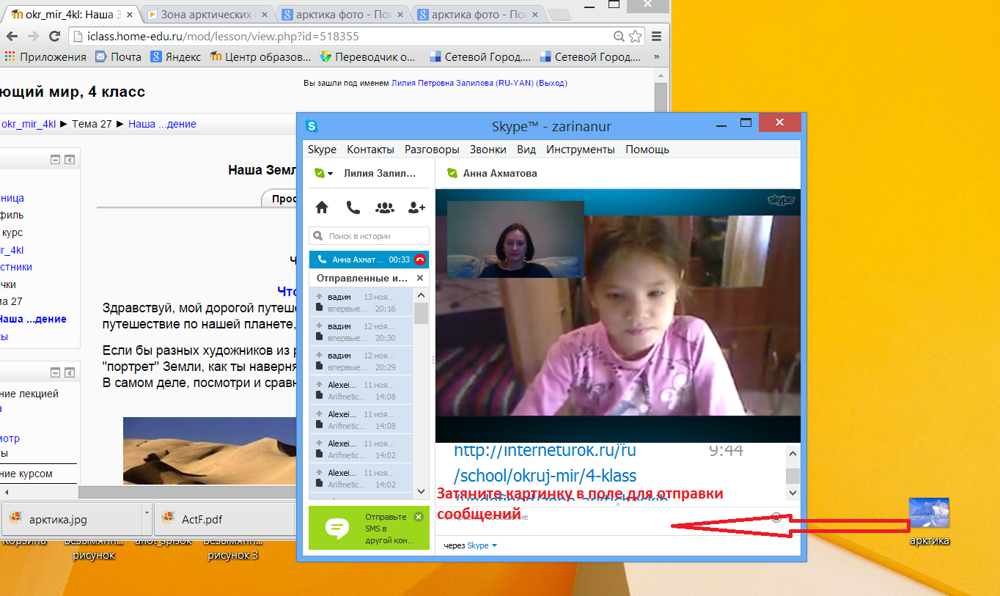 okr_mir_4kl: Наша З
Зона арктических
арктика фото - Пои
арктика фото - Пои
iclass.home-edu.ru/mod/lesson/view.php?id=518355
Приложения Почта Яндекс Центр образов... Переводчик о... Сетевой Город.... Сетевой Город.... »
Вы зашли под именем Лилия Петровна Залилова (RU-YAN) (Выход)
ющий мир, 4 класс
okr_mir_4kl ► Тема 27 ► Наша ...дение
ница
филь
курс
ir_4kl
стники
чки
ла 27
Наша ...дение
сы
ние лекцией
а
мотр
ты
ние курсом
Наша Земл
Прос
Ч
Что
Здравствуй, мой дорогой путеше
путешествие по нашей планете,
Если бы разных художников из р
"портрет" Земли, как ты наверня
В самом деле, посмотри и сравн
Skype™ - zarinanur
Skype Контакты Разговоры Звонки Вид Инструменты Помощь
Лилия Залил...
Анна Ахматова
skype
Поиск в истории
Анна Ахмат... 00:33
Отправленные и...
вадим 13 ноя...
впервые... 20:16
вадим 12 ноя...
впервые... 20:30
вадим 12 ноя...
впервые... 20:29
Alexei... 11 ноя...
Arifmetic... 14:08
Alexei... 11 ноя...
Arifmetic... 14:08
Alexei... 11 ноя...
Arifmetic... 14:02
Alexei... 11 ноя...
Arifmetic... 14:02
Отправьте
SMS в
другой кон...
http://interneturok.ru/ru 9:44
/school/okruj-mir/4-klass
/undefined/zona-arkticheskih
Затяните картинку в поле для отправки
сообщений
через Skype
арктика.jpg
ActF.pdf
корзина
безымянн...
рисунок
anot_spisok
безымянн...
рисунок 3
арктика